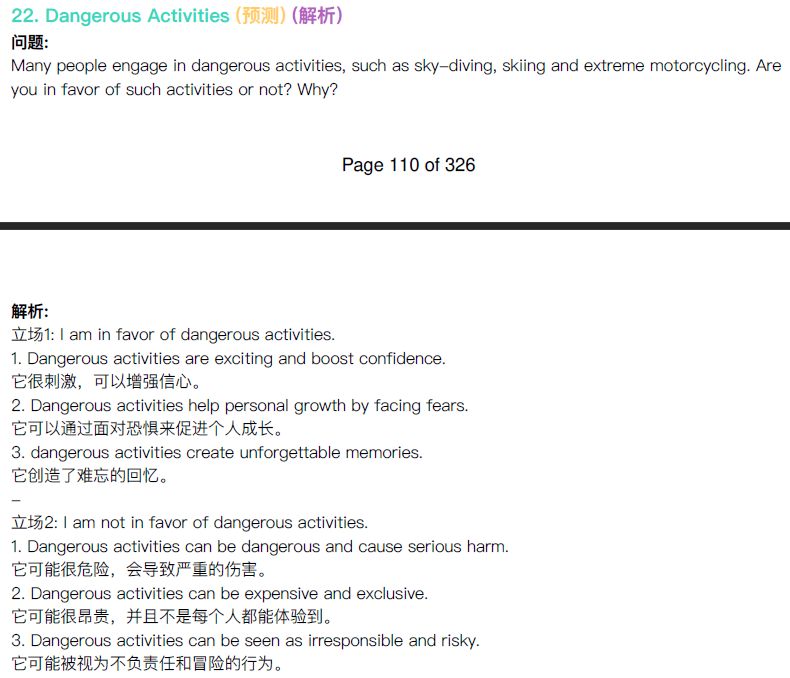 22. Dangerous Activities (预测) (解析)
问题:
Many people engage in dangerous activities, such as sky-diving, skiing and extreme motorcycling. Are
you in favor of such activities or not? Why?
Page 110 of 326
解析:
立场1: I am in favor of dangerous activities.
1. Dangerous activities are exciting and boost confidence.
它很刺激，可以增强信心。
2. Dangerous activities help personal growth by facing fears.
它可以通过面对恐惧来促进个人成长。
3. dangerous activities create unforgettable memories.
它创造了难忘的回忆。
–
立场2: I am not in favor of dangerous activities.
1. Dangerous activities can be dangerous and cause serious harm.
它可能很危险，会导致严重的伤害。
2. Dangerous activities can be expensive and exclusive.
它可能很昂贵，并且不是每个人都能体验到。
3. Dangerous activities can be seen as irresponsible and risky.
它可能被视为不负责任和冒险的行为。